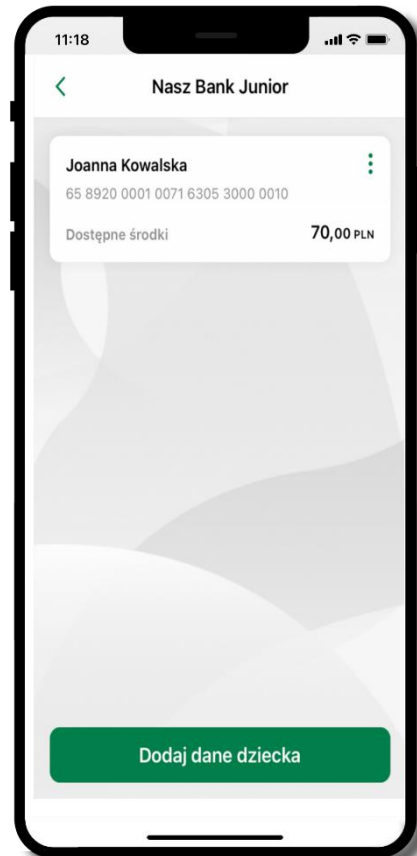 11:18
Nasz Bank Junior
Joanna Kowalska
65 8920 0001 0071 6305 3000 0010
Dostępne środki 70,00 PLN
Dodaj dane dziecka